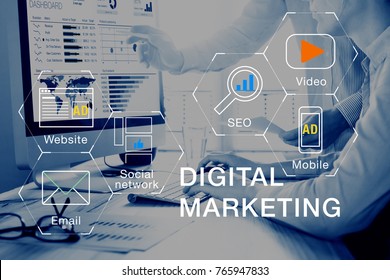 DASHBOARD
AD
Website
Social
network
Email
SEO
Video
AD
Mobile
DIGITAL
MARKETING
shutterstock.com • 765947833